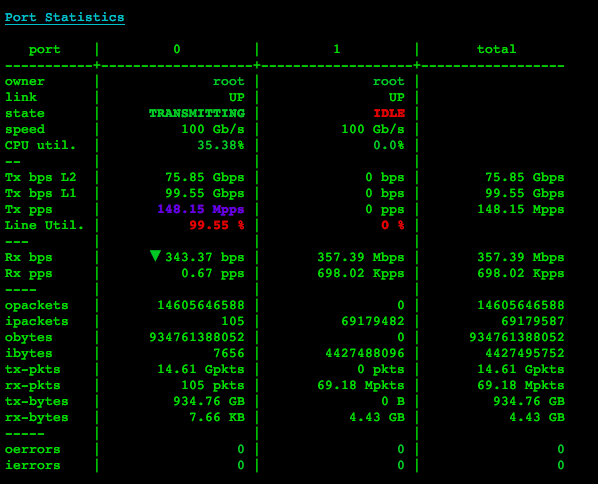 Port Statistics
port | 0 | 1 | total
-----------+-------------------+-------------------+------------------
owner | root | root |
link | UP | UP |
state | TRANSMITTING | IDLE |
speed | 100 Gb/s | 100 Gb/s |
CPU util. | 35.38% | 0.0% |
-- | | |
Tx bps L2 | 75.85 Gbps | 0 bps | 75.85 Gbps
Tx bps L1 | 99.55 Gbps | 0 bps | 99.55 Gbps
Tx pps | 148.15 Mpps | 0 pps | 148.15 Mpps
Line Util. | 99.55 % | 0 % |
--- | | |
Rx bps | ▼ 343.37 bps | 357.39 Mbps | 357.39 Mbps
Rx pps | 0.67 pps | 698.02 Kpps | 698.02 Kpps
---- | | |
opackets | 14605646588 | 0 | 14605646588
ipackets | 105 | 69179482 | 69179587
obytes | 934761388052 | 0 | 934761388052
ibytes | 7656 | 4427488096 | 4427495752
tx-pkts | 14.61 Gpkts | 0 pkts | 14.61 Gpkts
rx-pkts | 105 pkts | 69.18 Mpkts | 69.18 Mpkts
tx-bytes | 934.76 GB | 0 B | 934.76 GB
rx-bytes | 7.66 KB | 4.43 GB | 4.43 GB
----- | | |
oerrors | 0 | 0 | 0
ierrors | 0 | 0 | 0